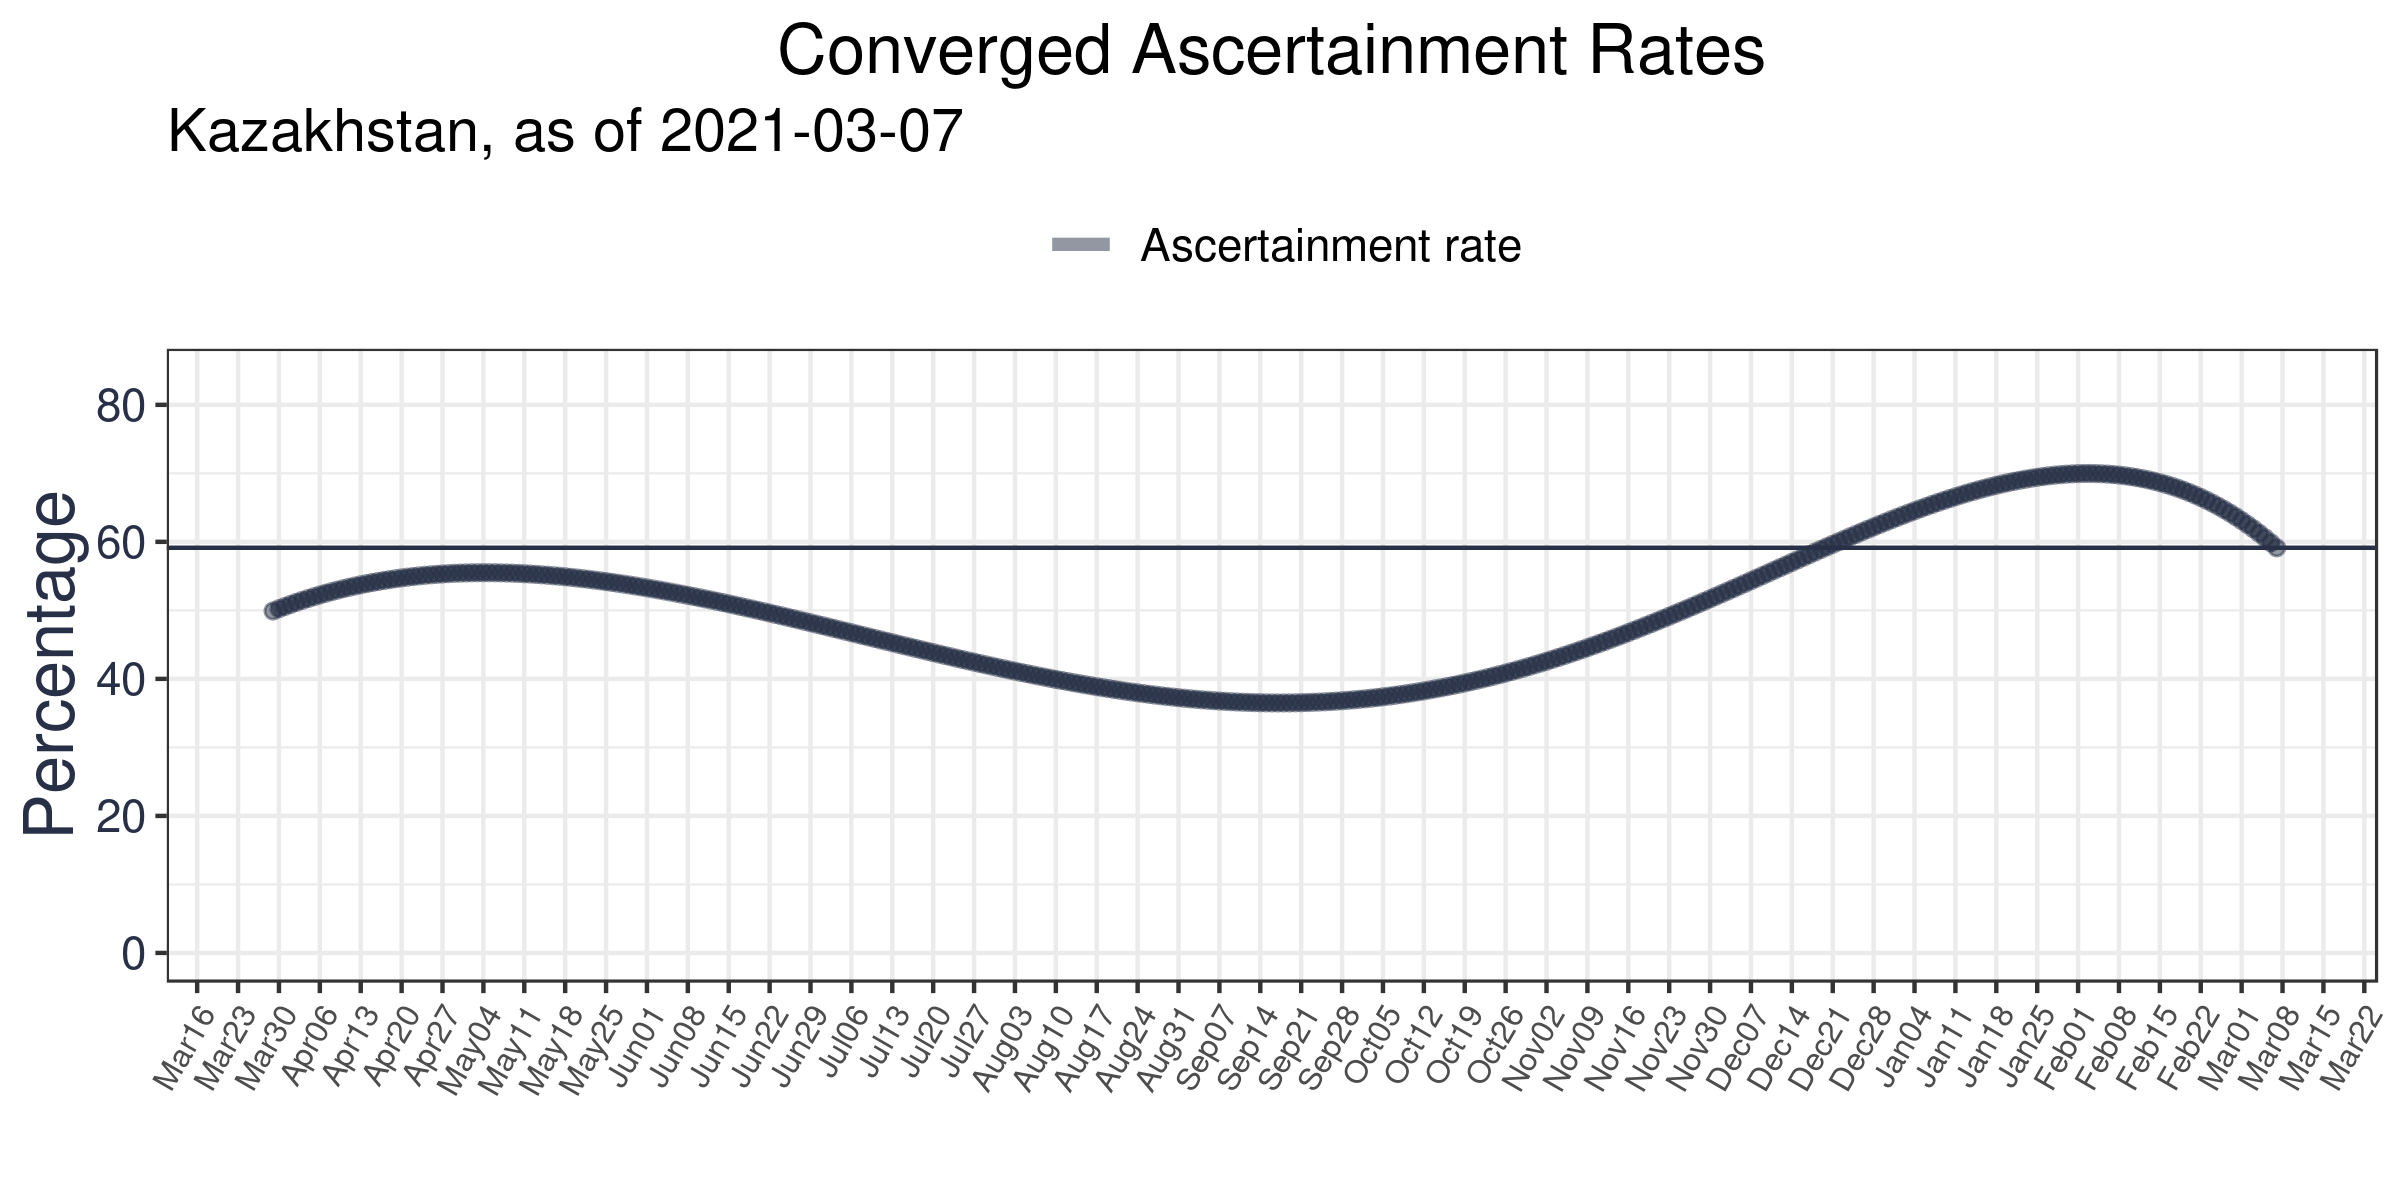 Converged Ascertainment Rates
Kazakhstan, as of 2021-03-07
Ascertainment rate
Percentage
80
60
40
20
0
Mar16 Mar23 Mar30 Apr06 Apr13 Apr20 Apr27 May04 May11 May18 May25 Jun01 Jun08 Jun15 Jun22 Jun29 Jul06 Jul13 Jul20 Jul27 Aug03 Aug10 Aug17 Aug24 Aug31 Sep07 Sep14 Sep21 Sep28 Oct05 Oct12 Oct19 Oct26 Nov02 Nov09 Nov16 Nov23 Nov30 Dec07 Dec14 Dec21 Dec28 Jan04 Jan11 Jan18 Jan25 Feb01 Feb08 Feb15 Feb22 Mar01 Mar08 Mar15 Mar22